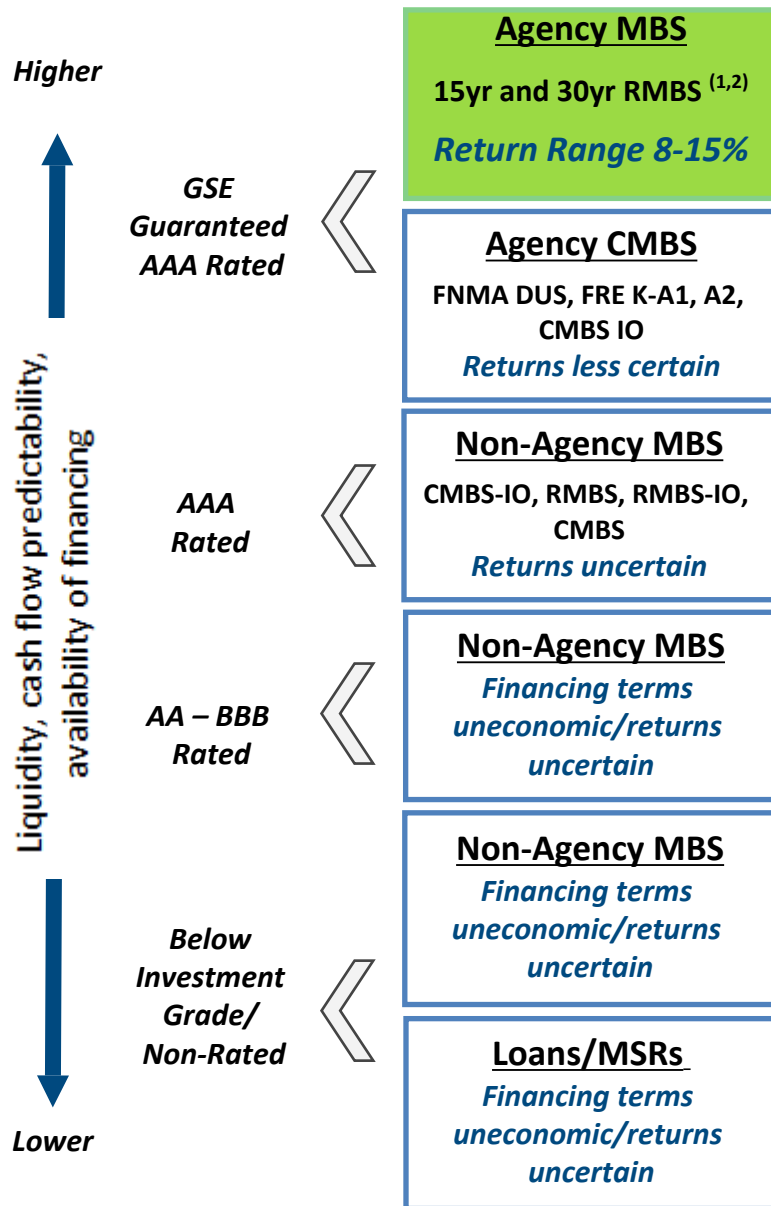 Higher
Liquidity, cash flow predictability,
availability of financing
Lower
GSE
Guaranteed
AAA Rated
AAA
Rated
AA – BBB
Rated
Below
Investment
Grade/
Non-Rated
Agency MBS
15yr and 30yr RMBS (1,2)
Return Range 8-15%
Agency CMBS
FNMA DUS, FRE K-A1, A2,
CMBS IO
Returns less certain
Non-Agency MBS
CMBS-IO, RMBS, RMBS-IO,
CMBS
Returns uncertain
Non-Agency MBS
Financing terms
uneconomic/returns
uncertain
Non-Agency MBS
Financing terms
uneconomic/returns
uncertain
Loans/MSRs
Financing terms
uneconomic/returns
uncertain